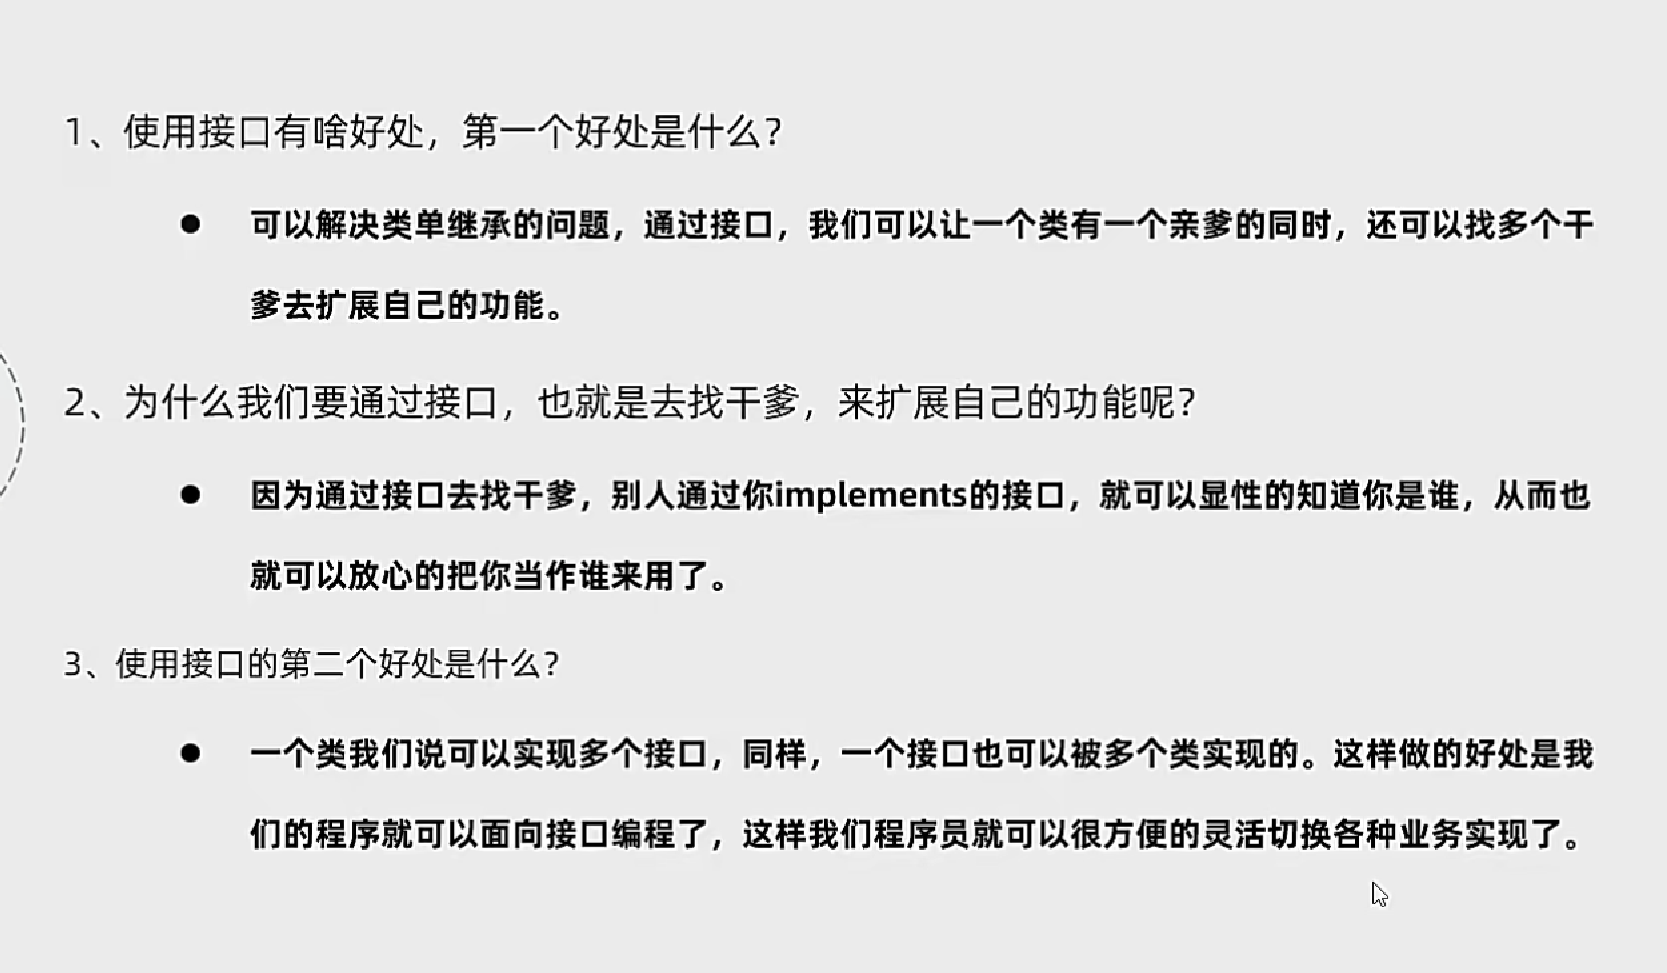 1、使用接口有啥好处，第一个好处是什么？
● 可以解决类单继承的问题，通过接口，我们可以让一个类有一个亲爹的同时，还可以找多个干
爹去扩展自己的功能。
2、为什么我们要通过接口，也就是去找干爹，来扩展自己的功能呢？
● 因为通过接口去找干爹，别人通过你implements的接口，就可以显性的知道你是谁，从而也
就可以放心的把你当作谁来用了。
3、使用接口的第二个好处是什么？
● 一个类我们说可以实现多个接口，同样，一个接口也可以被多个类实现的。这样做的好处是我
们的程序就可以面向接口编程了，这样我们程序员就可以很方便的灵活切换各种业务实现了。